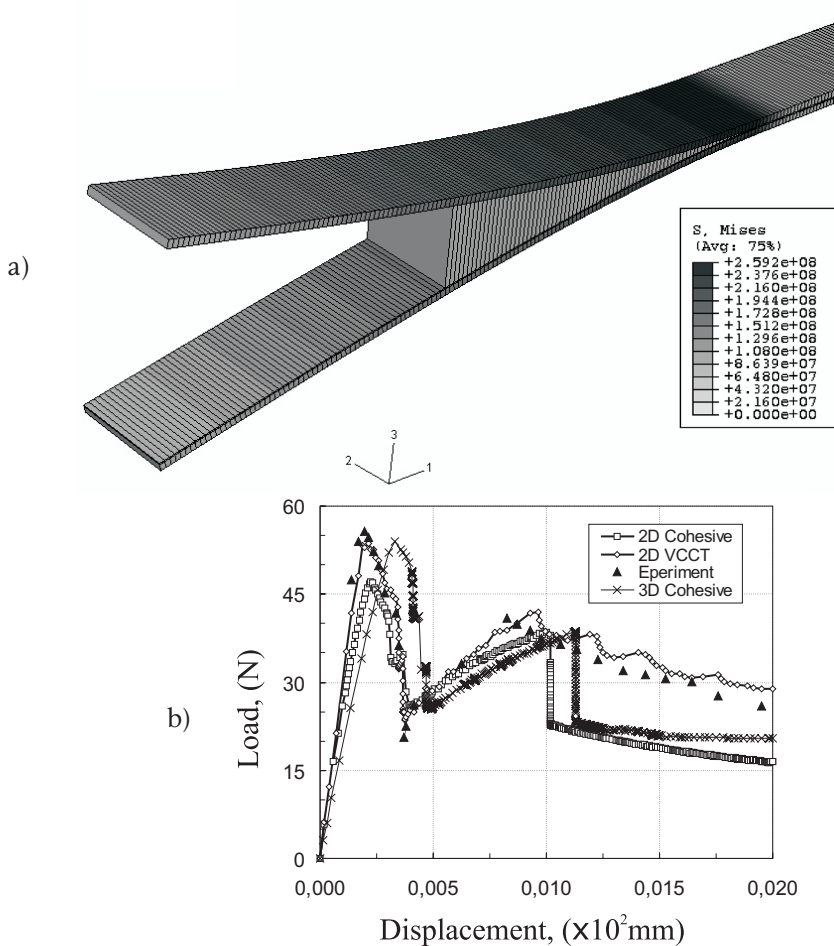 a)
S, Mises
(Avg: 75%)
+2.592e+08
+2.376e+08
+2.160e+08
+1.944e+08
+1.728e+08
+1.512e+08
+1.296e+08
+1.080e+08
+8.639e+07
+6.480e+07
+4.320e+07
+2.160e+07
+0.000e+00
3
2
1
b)
Load, (N)
60
45
30
15
0
2D Cohesive
2D VCCT
Eperiment
3D Cohesive
0,000
0,005
0,010
0,015
0,020
Displacement, (x10²mm)